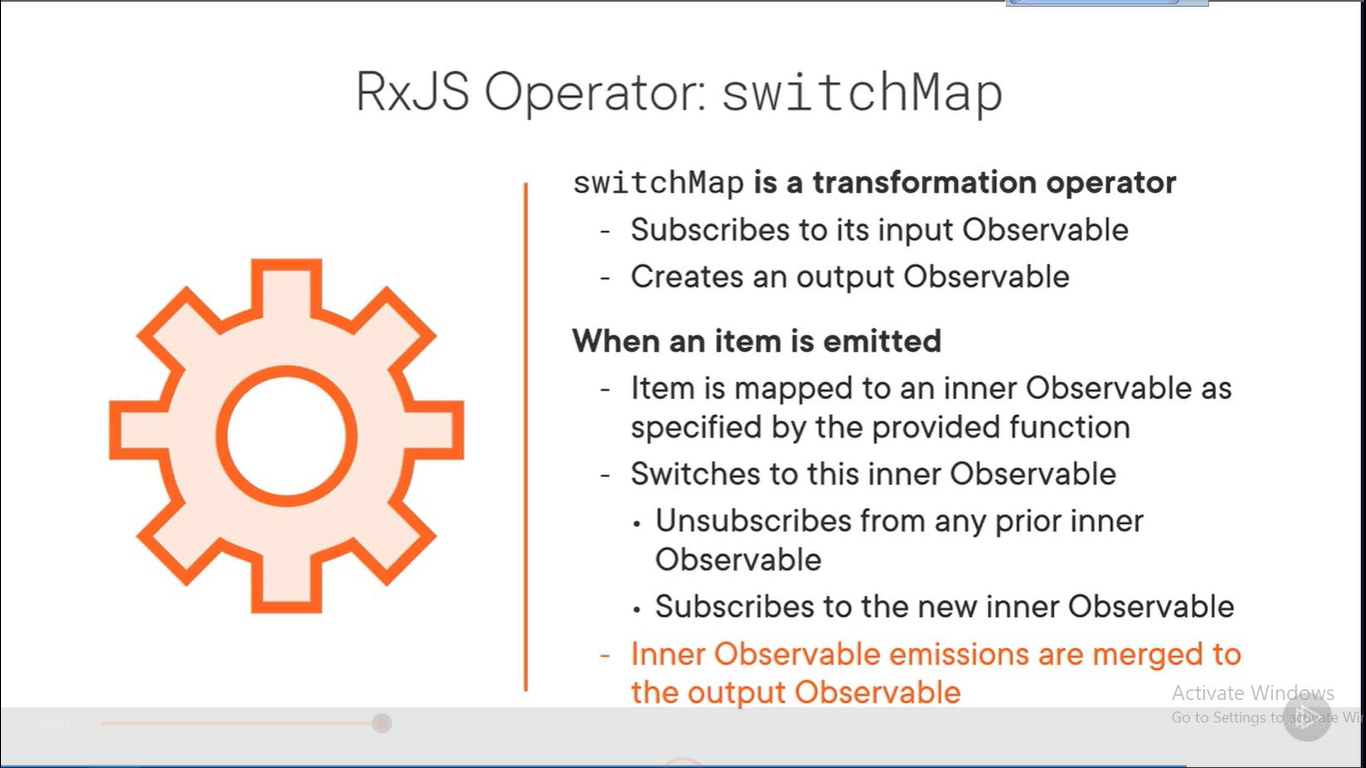 RxJS Operator: switchMap
switchMap is a transformation operator
- Subscribes to its input Observable
- Creates an output Observable
When an item is emitted
- Item is mapped to an inner Observable as
specified by the provided function
- Switches to this inner Observable
• Unsubscribes from any prior inner
Observable
• Subscribes to the new inner Observable
- Inner Observable emissions are merged to
the output Observable
Activate Windows
Go to Settings to activate